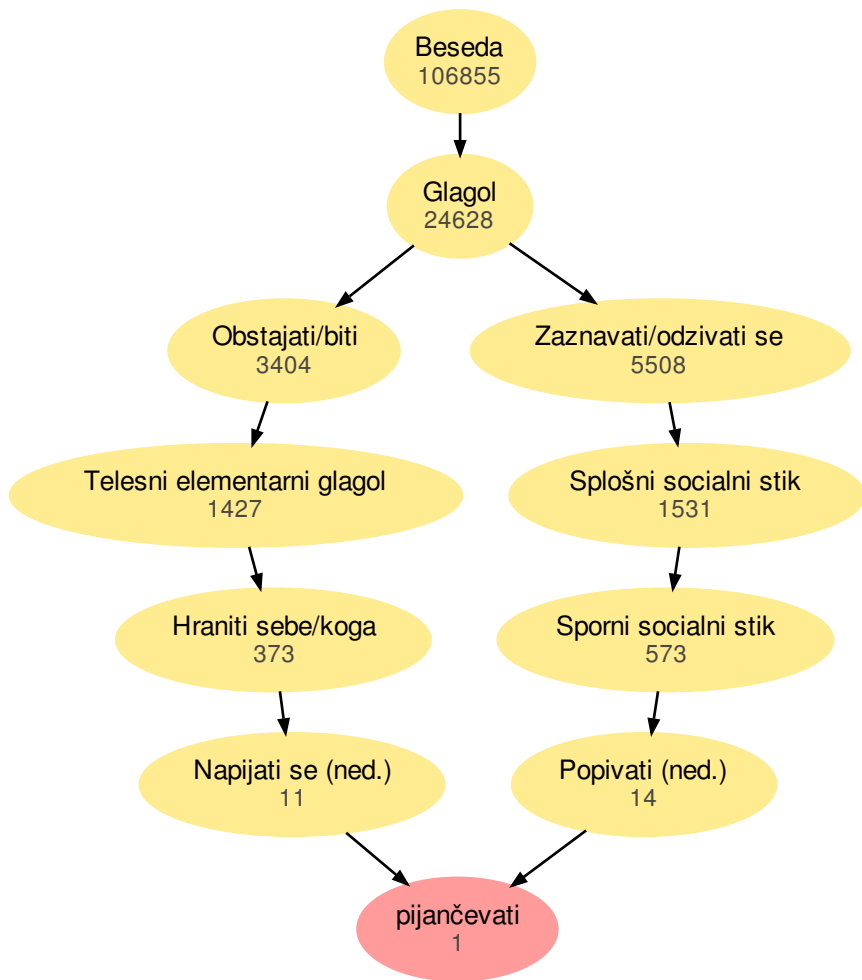 Beseda
106855
Glagol
24628
Obstajati/biti
3404
Zaznavati/odzivati se
5508
Telesni elementarni glagol
1427
Splošni socialni stik
1531
Hraniti sebe/koga
373
Sporni socialni stik
573
Napijati se (ned.)
11
Popivati (ned.)
14
pijančevati
1